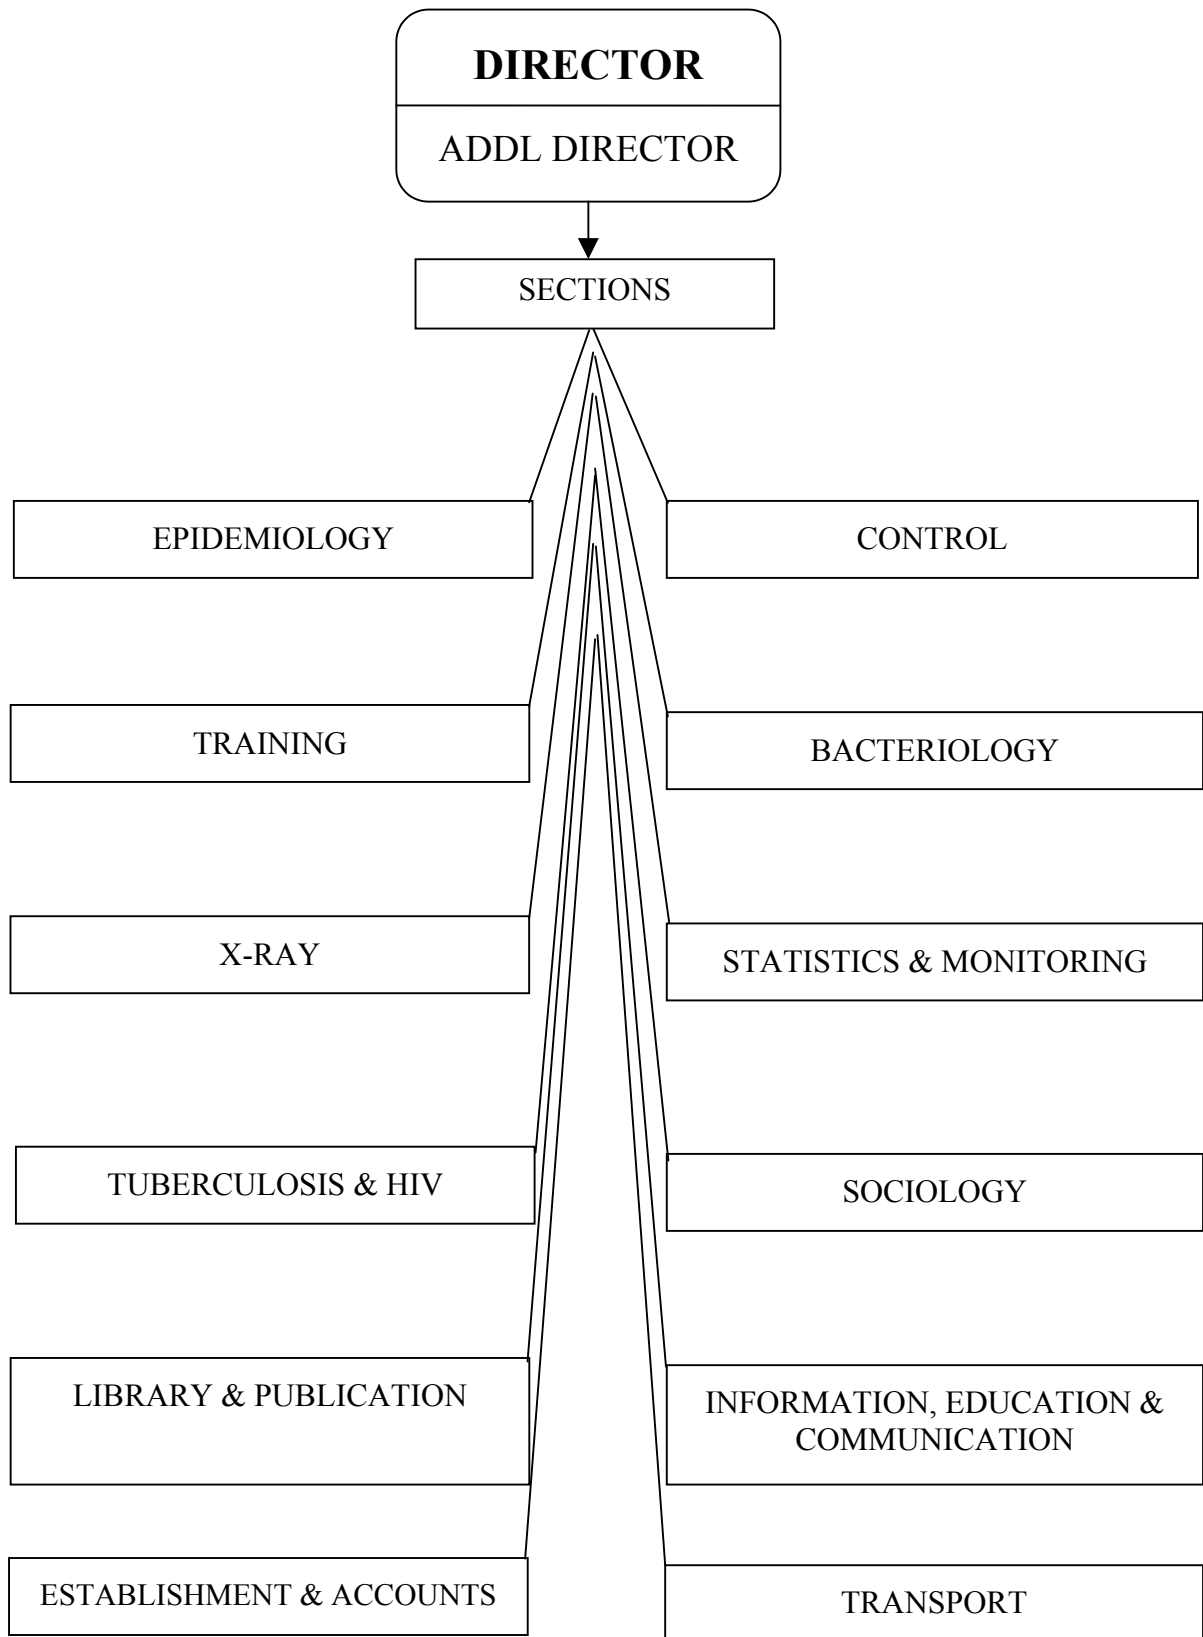 DIRECTOR
ADDL DIRECTOR
SECTIONS
EPIDEMIOLOGY
CONTROL
TRAINING
BACTERIOLOGY
X-RAY
STATISTICS & MONITORING
TUBERCULOSIS & HIV
SOCIOLOGY
LIBRARY & PUBLICATION
INFORMATION, EDUCATION &
COMMUNICATION
ESTABLISHMENT & ACCOUNTS
TRANSPORT